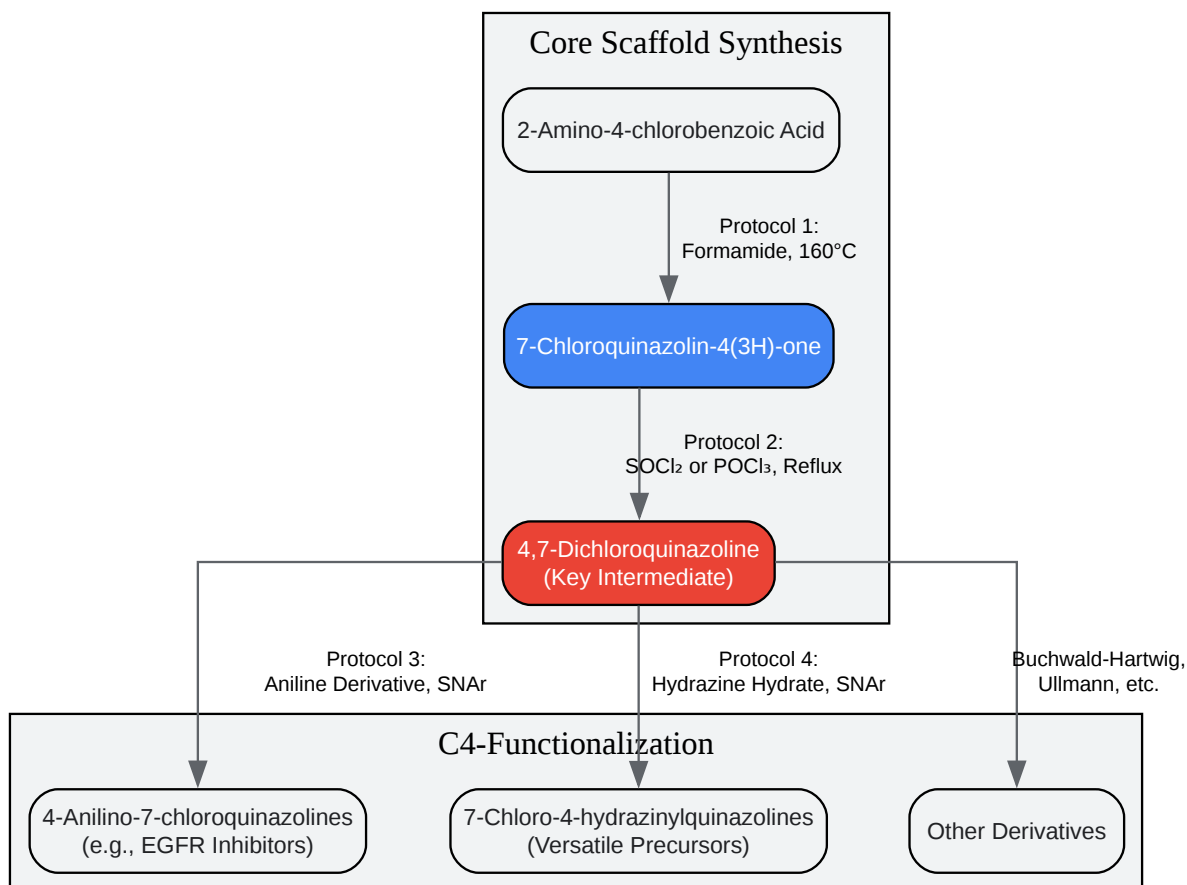 Core Scaffold Synthesis
2-Amino-4-chlorobenzoic Acid
Protocol 1:
Formamide, 160°C
7-Chloroquinazolin-4(3H)-one
Protocol 2:
SOCl₂ or POCl₃, Reflux
4,7-Dichloroquinazoline
(Key Intermediate)
Protocol 3:
Aniline Derivative, SNAr
Protocol 4:
Hydrazine Hydrate, SNAr
Buchwald-Hartwig,
Ullmann, etc.
C4-Functionalization
4-Anilino-7-chloroquinazolines
(e.g., EGFR Inhibitors)
7-Chloro-4-hydrazinylquinazolines
(Versatile Precursors)
Other Derivatives